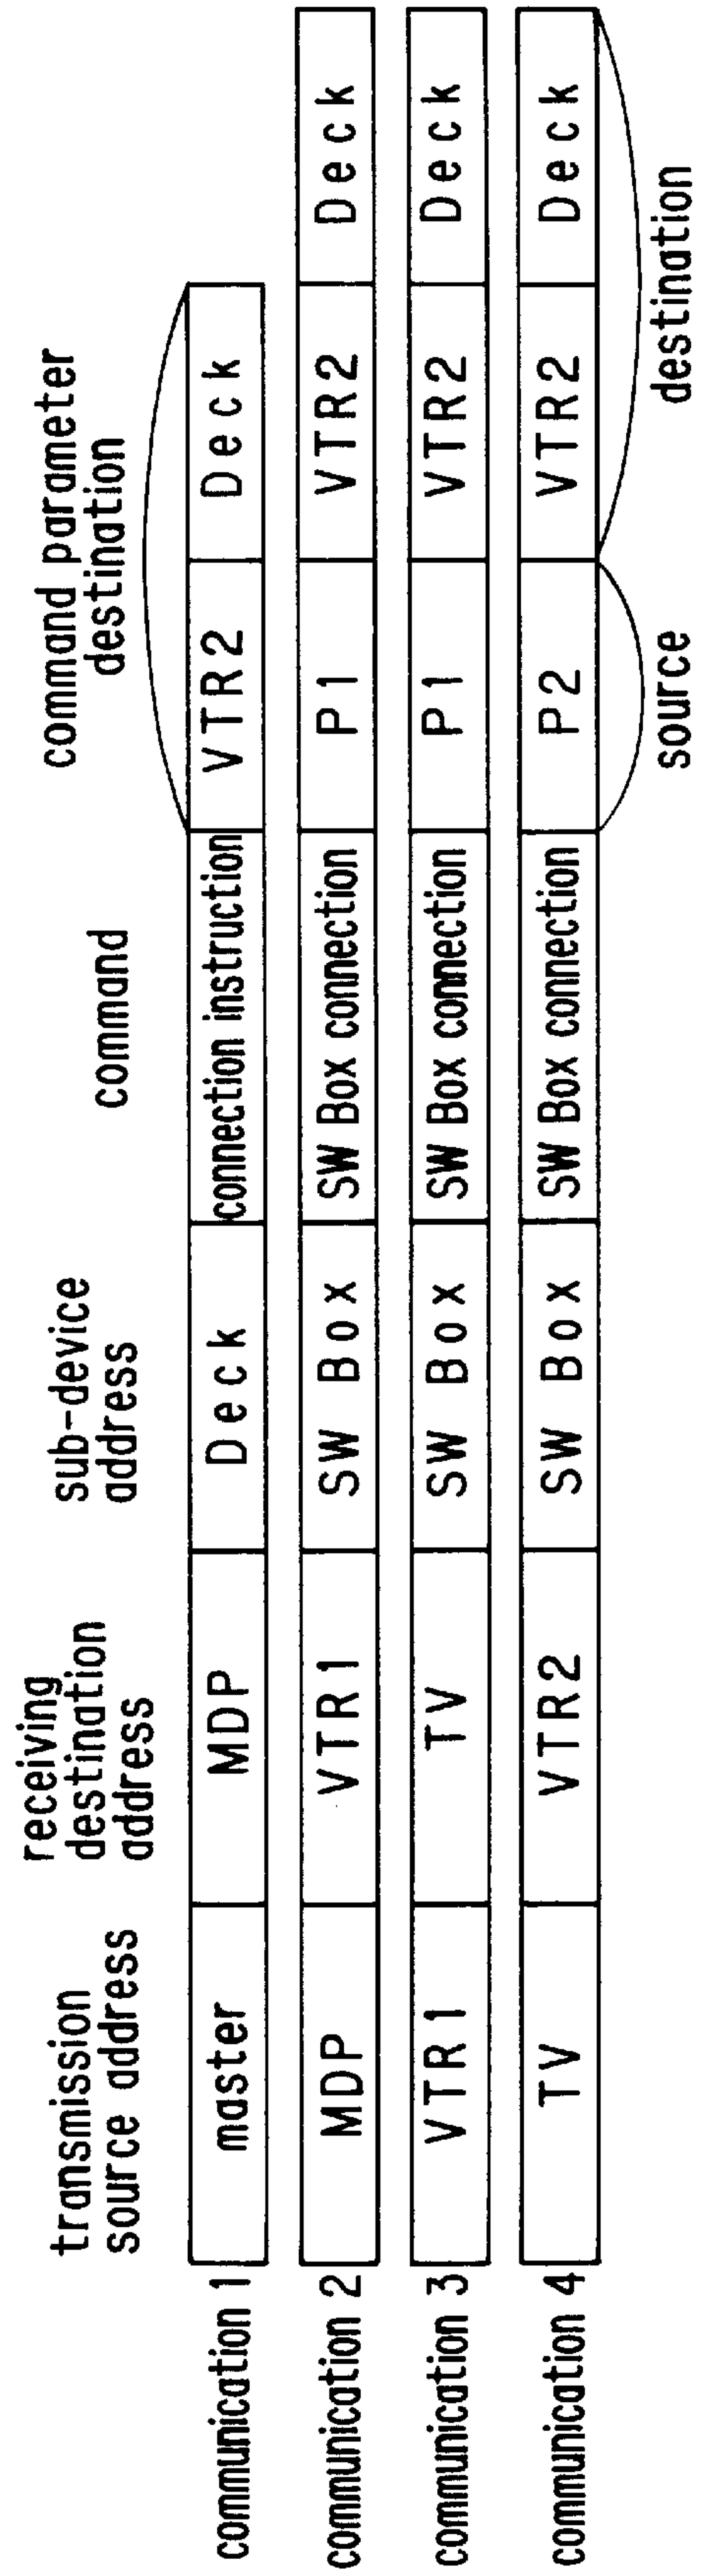 transmission
source address
receiving
destination
address
sub-device
address
command
command parameter
destination
communication 1
master
MDP
Deck
connection instruction
VTR2
Deck
communication 2
MDP
VTR1
SW Box
SW Box connection
P1
VTR2
Deck
communication 3
VTR1
TV
SW Box
SW Box connection
P1
VTR2
Deck
communication 4
TV
VTR2
SW Box
SW Box connection
P2
VTR2
Deck
source
destination